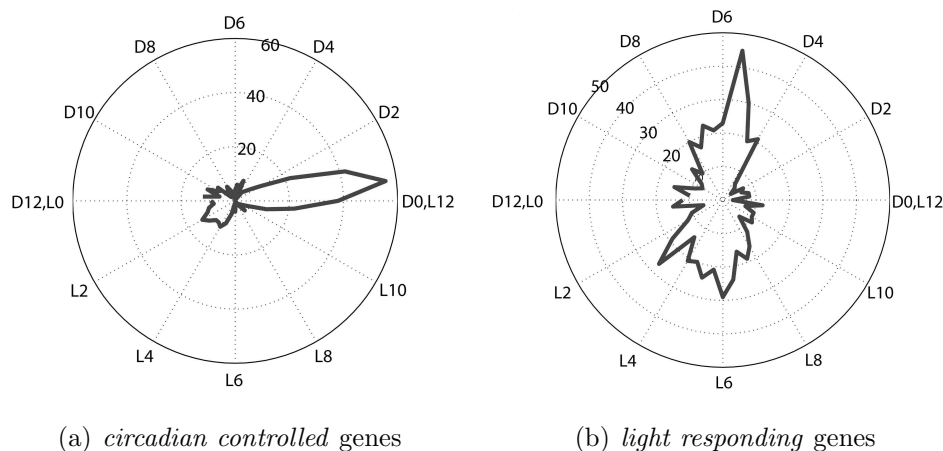 D6
60
D8
D4
40
D10
D2
20
D12,L0
D0,L12
L2
L10
L4
L8
L6
(a) circadian controlled genes
D6
D8
D4
50
D10
40
D2
30
20
D12,L0
D0,L12
L2
L10
L4
L8
L6
(b) light responding genes